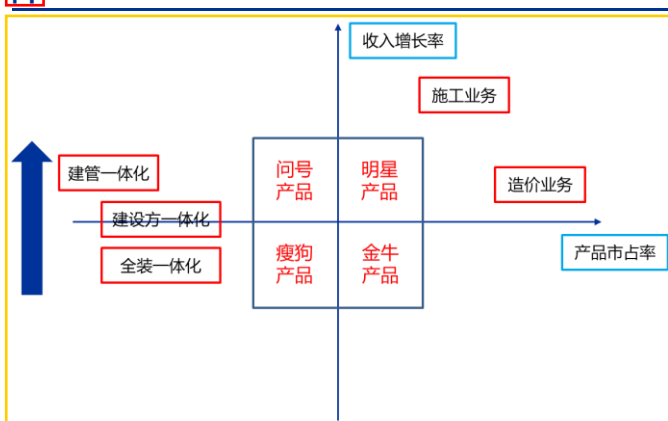 收入增长率
施工业务
建管一体化
问号
产品
明星
产品
造价业务
建设方一体化
全装一体化
瘦狗
产品
金牛
产品
产品市占率